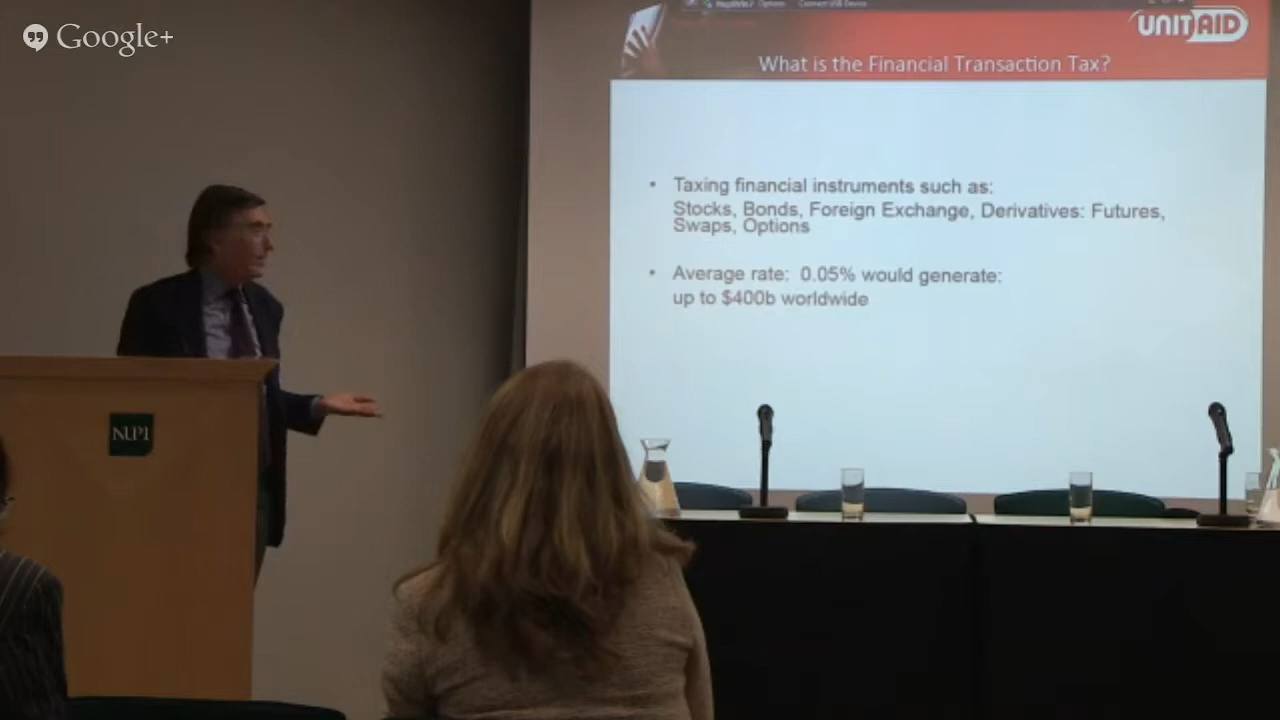 Google+
UNITAID
What is the Financial Transaction Tax?
• Taxing financial instruments such as:
Stocks, Bonds, Foreign Exchange, Derivatives: Futures,
Swaps, Options
• Average rate: 0.05% would generate:
up to $400b worldwide
NUPI